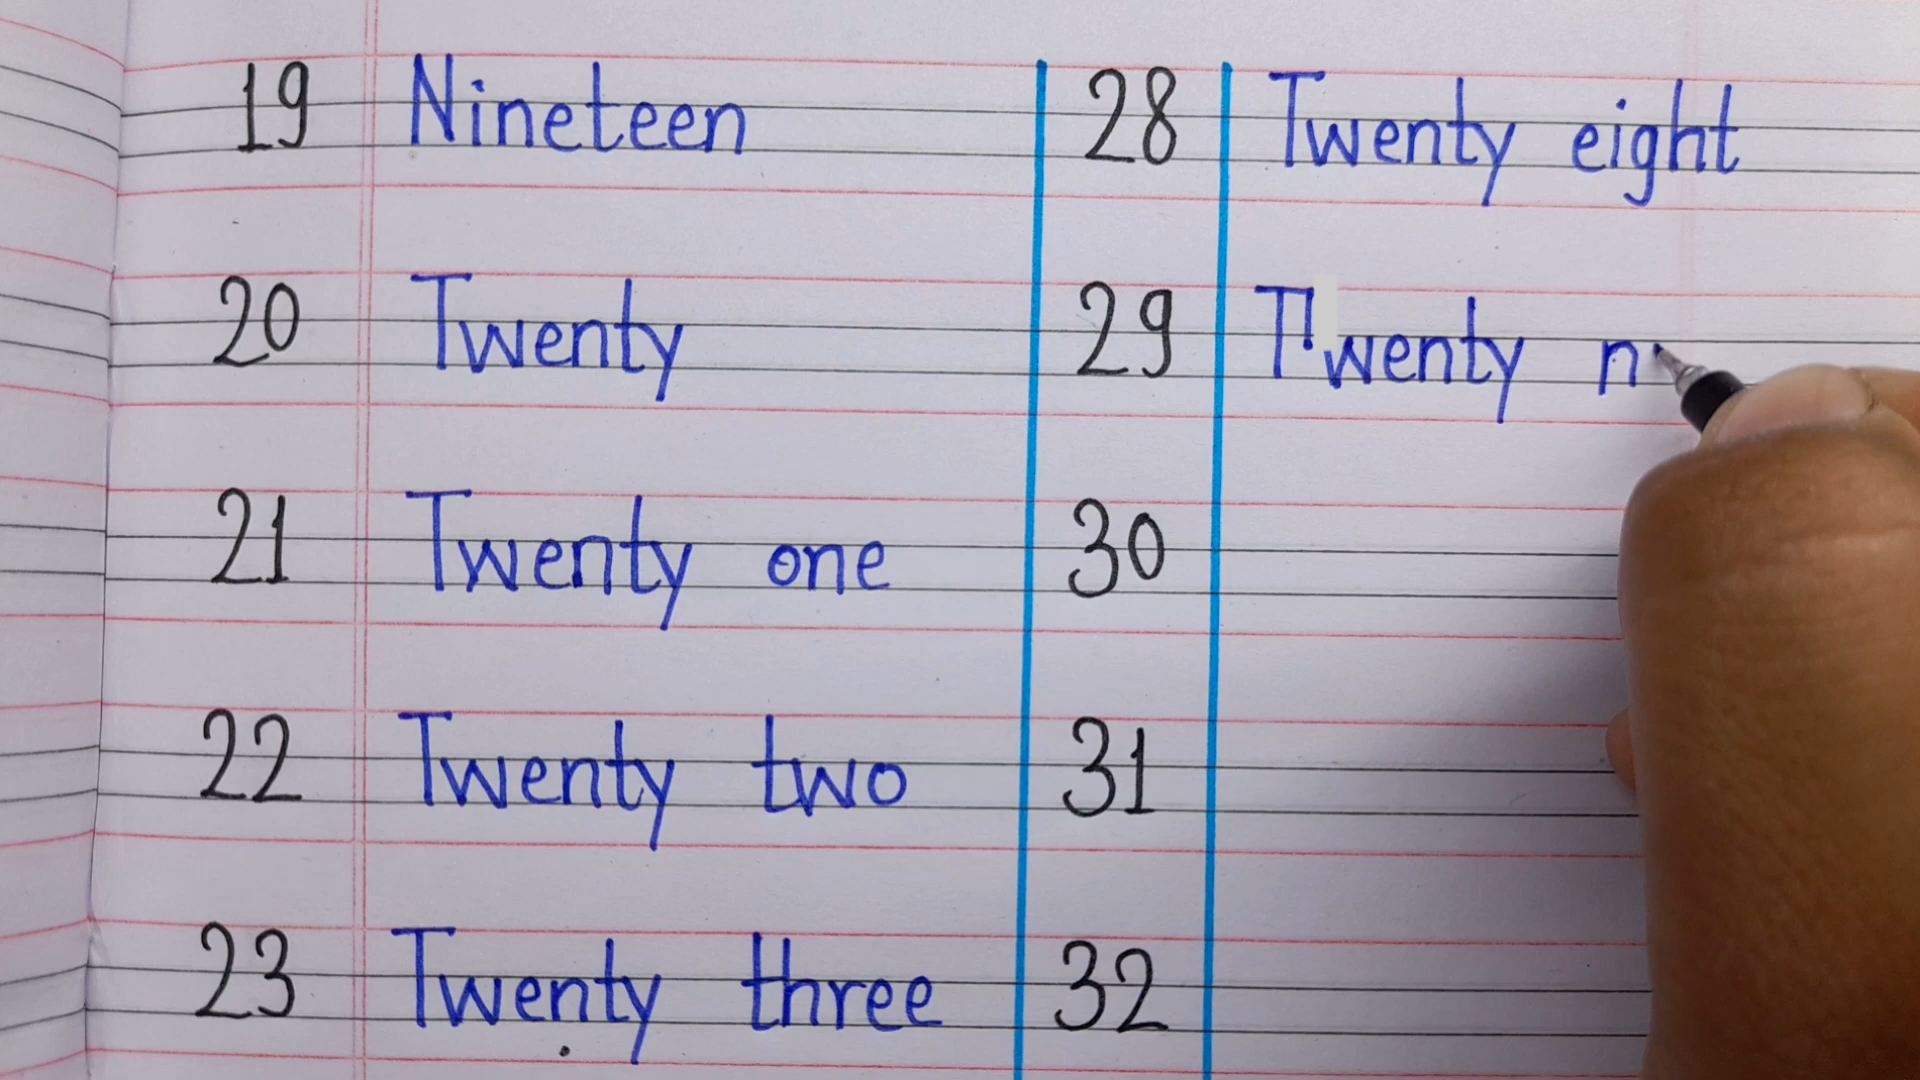 19 Nineteen 28 Twenty eight
20 Twenty 29 Twenty n
21 Twenty one 30
22 Twenty two 31
23 Twenty three 32